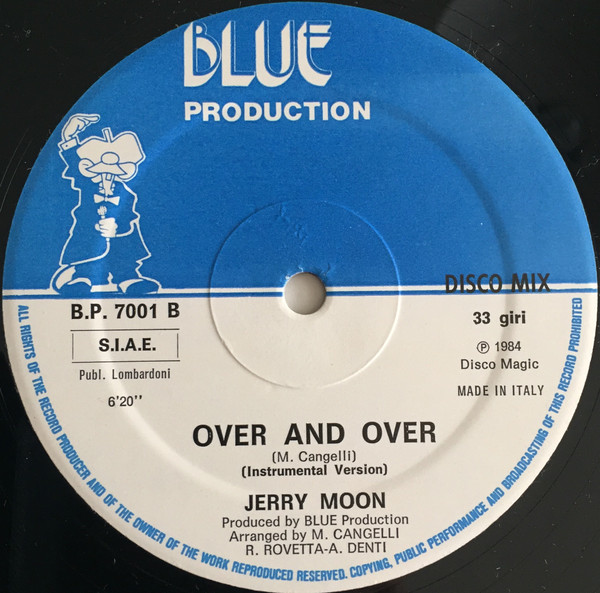 BLUE
PRODUCTION
DISCO MIX
B.P. 7001 B
S.I.A.E.
Publ. Lombardoni
6'20''
33 giri
℗ 1984
Disco Magic
MADE IN ITALY
OVER AND OVER
(M. Cangelli)
(Instrumental Version)
JERRY MOON
Produced by BLUE Production
Arranged by M. CANGELLI
R. ROVETTA-A. DENTI
ALL RIGHTS OF THE RECORD PRODUCER AND OF THE OWNER OF THE WORK REPRODUCED RESERVED. COPYING, PUBLIC PERFORMANCE AND BROADCASTING OF THIS RECORD PROHIBITED